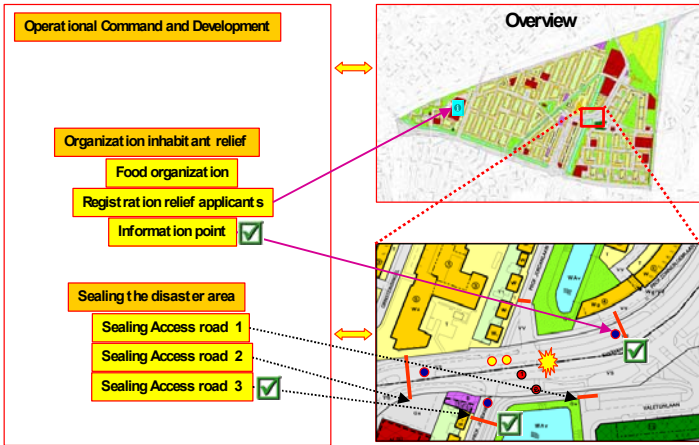 Operational Command and Development
Overview
Organization inhabitant relief
Food organization
Registration relief applicants
Information point
Sealing the disaster area
Sealing Access road 1
Sealing Access road 2
Sealing Access road 3